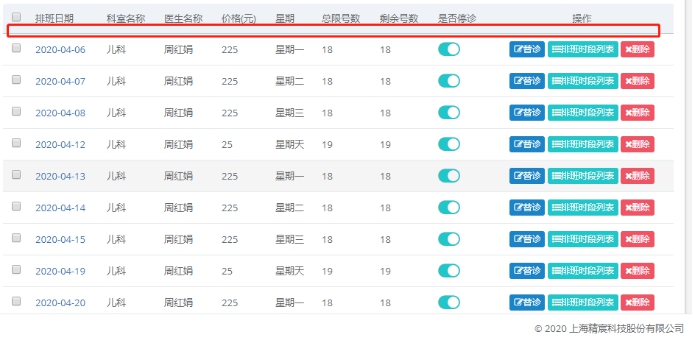 排班日期 科室名称 医生名称 价格(元) 星期 总限号数 剩余号数 是否停诊 操作
2020-04-06 儿科 周红娟 225 星期一 18 18 替诊 排班时段列表 删除
2020-04-07 儿科 周红娟 225 星期二 18 18 替诊 排班时段列表 删除
2020-04-08 儿科 周红娟 225 星期三 18 18 替诊 排班时段列表 删除
2020-04-12 儿科 周红娟 25 星期天 19 19 替诊 排班时段列表 删除
2020-04-13 儿科 周红娟 225 星期一 18 18 替诊 排班时段列表 删除
2020-04-14 儿科 周红娟 225 星期二 18 18 替诊 排班时段列表 删除
2020-04-15 儿科 周红娟 225 星期三 18 18 替诊 排班时段列表 删除
2020-04-19 儿科 周红娟 25 星期天 19 19 替诊 排班时段列表 删除
2020-04-20 儿科 周红娟 225 星期一 18 18 替诊 排班时段列表 删除
© 2020 上海精宸科技股份有限公司